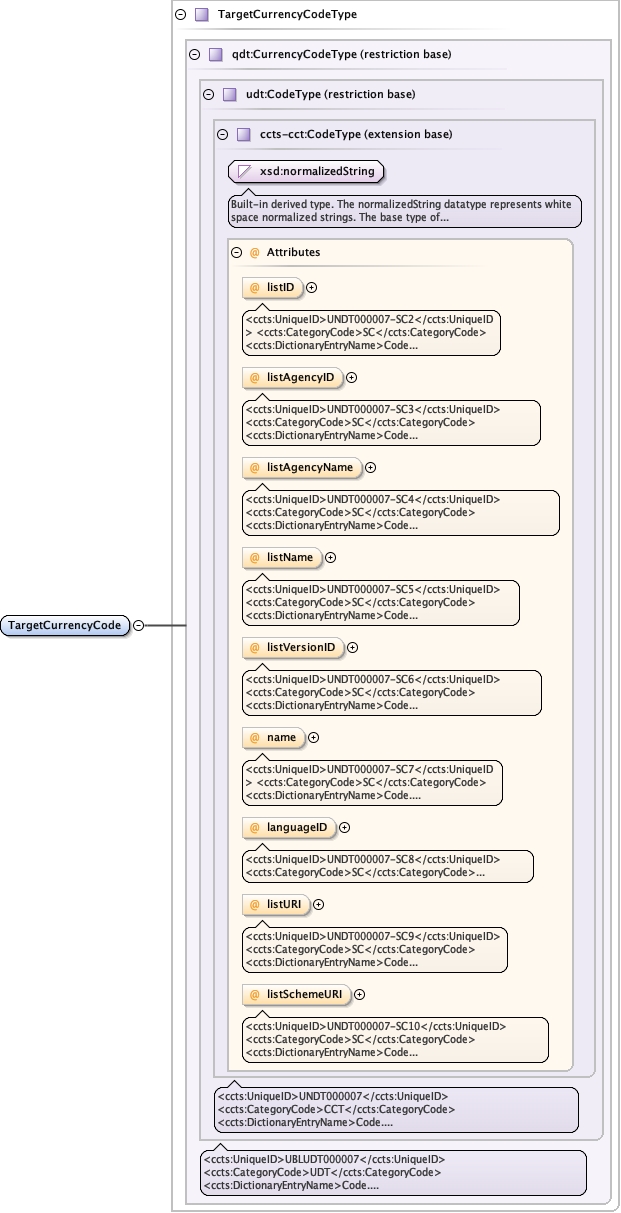 TargetCurrencyCodeType
qdt:CurrencyCodeType (restriction base)
udt:CodeType (restriction base)
ccts-cct:CodeType (extension base)
xsd:normalizedString
Built-in derived type. The normalizedString datatype represents white
space normalized strings. The base type of...
@ Attributes
@ listID
<ccts:UniqueID>UNDT000007-SC2</ccts:UniqueID
> <ccts:CategoryCode>SC</ccts:CategoryCode>
<ccts:DictionaryEntryName>Code...
@ listAgencyID
<ccts:UniqueID>UNDT000007-SC3</ccts:UniqueID>
<ccts:CategoryCode>SC</ccts:CategoryCode>
<ccts:DictionaryEntryName>Code...
@ listAgencyName
<ccts:UniqueID>UNDT000007-SC4</ccts:UniqueID>
<ccts:CategoryCode>SC</ccts:CategoryCode>
<ccts:DictionaryEntryName>Code...
@ listName
<ccts:UniqueID>UNDT000007-SC5</ccts:UniqueID>
<ccts:CategoryCode>SC</ccts:CategoryCode>
<ccts:DictionaryEntryName>Code...
TargetCurrencyCode
@ listVersionID
<ccts:UniqueID>UNDT000007-SC6</ccts:UniqueID>
<ccts:CategoryCode>SC</ccts:CategoryCode>
<ccts:DictionaryEntryName>Code...
@ name
<ccts:UniqueID>UNDT000007-SC7</ccts:UniqueID
> <ccts:CategoryCode>SC</ccts:CategoryCode>
<ccts:DictionaryEntryName>Code....
@ languageID
<ccts:UniqueID>UNDT000007-SC8</ccts:UniqueID>
<ccts:CategoryCode>SC</ccts:CategoryCode>...
@ listURI
<ccts:UniqueID>UNDT000007-SC9</ccts:UniqueID>
<ccts:CategoryCode>SC</ccts:CategoryCode>
<ccts:DictionaryEntryName>Code...
@ listSchemeURI
<ccts:UniqueID>UNDT000007-SC10</ccts:UniqueID>
<ccts:CategoryCode>SC</ccts:CategoryCode>
<ccts:DictionaryEntryName>Code...
<ccts:UniqueID>UNDT000007</ccts:UniqueID>
<ccts:CategoryCode>CCT</ccts:CategoryCode>
<ccts:DictionaryEntryName>Code....
<ccts:UniqueID>UBLUDT000007</ccts:UniqueID>
<ccts:CategoryCode>UDT</ccts:CategoryCode>
<ccts:DictionaryEntryName>Code....